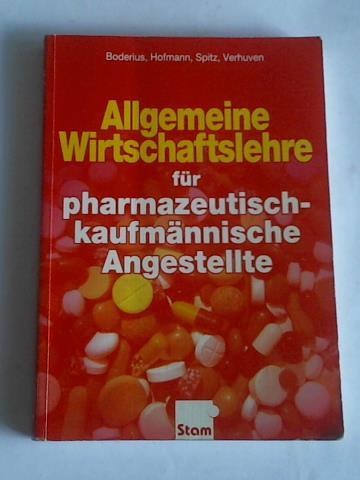 Boderius, Hofmann, Spitz, Verhuven
Allgemeine
Wirtschaftslehre
für
pharmazeutisch-
kaufmännische
Angestellte
Stam